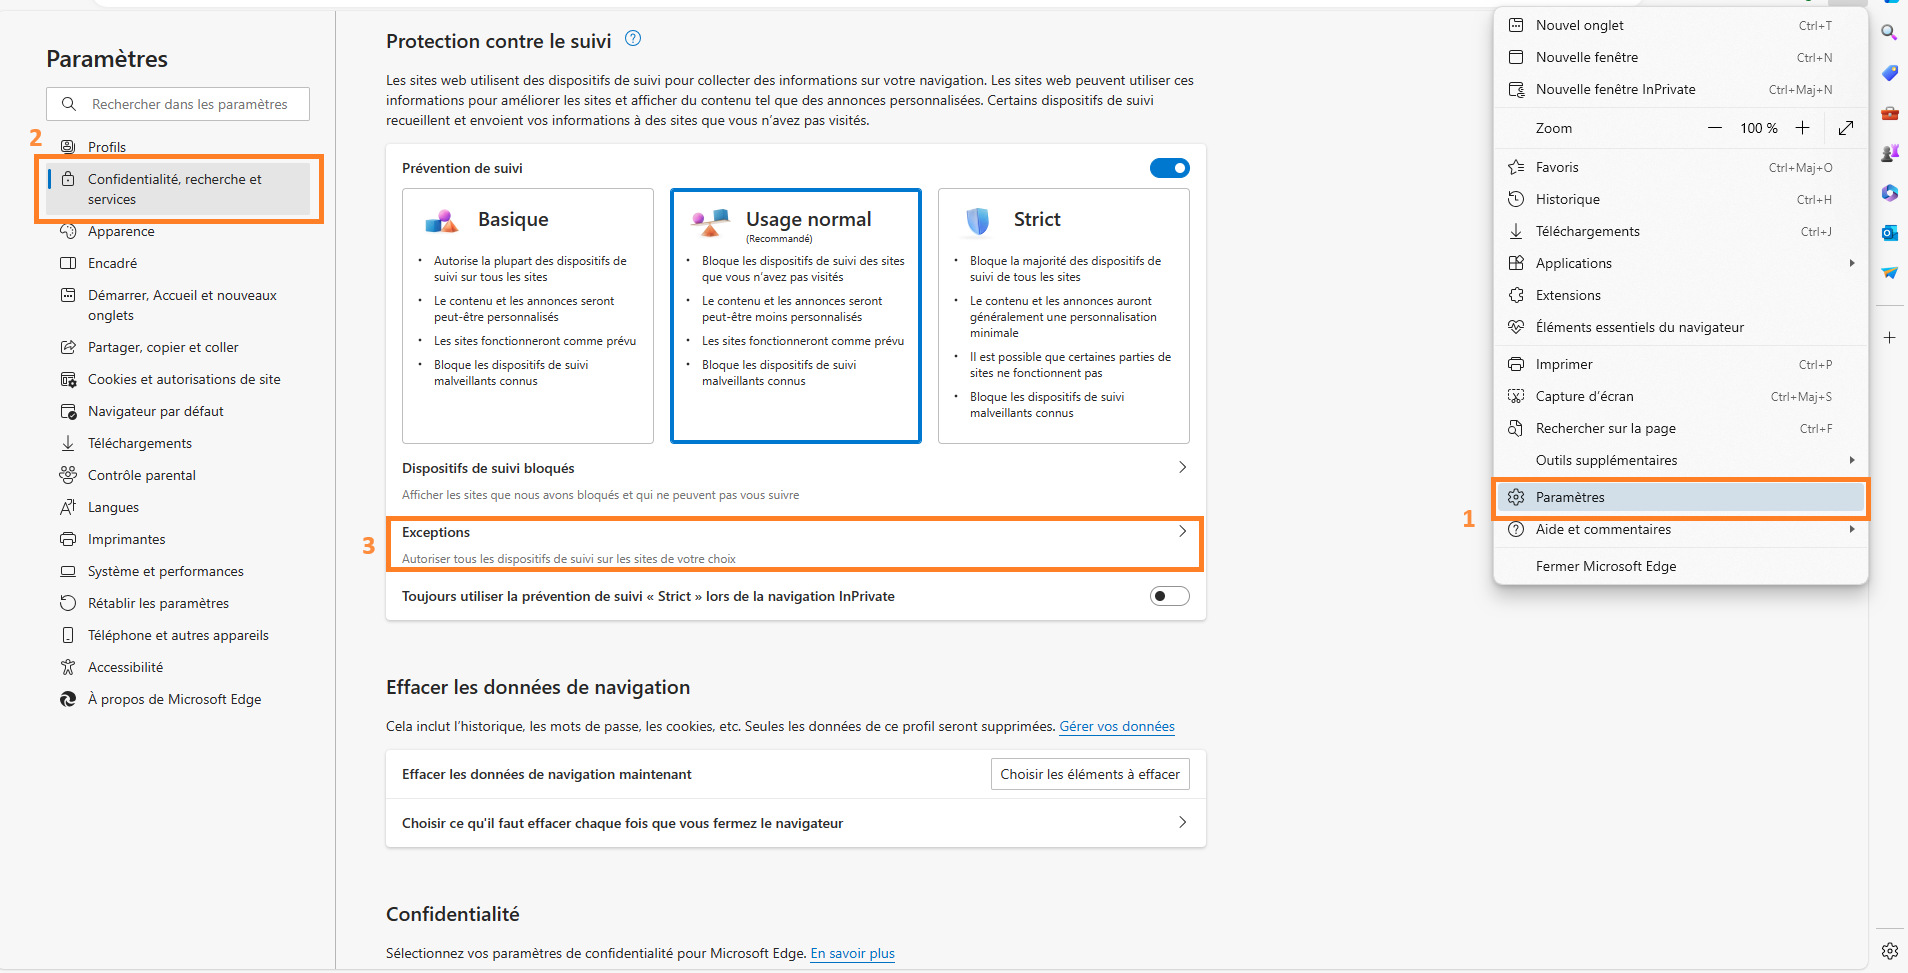 Paramètres
Rechercher dans les paramètres
2
Profils
Confidentialité, recherche et
services
Apparence
Encadré
Démarrer, Accueil et nouveaux
onglets
Partager, copier et coller
Cookies et autorisations de site
Navigateur par défaut
Téléchargements
Contrôle parental
Langues
Imprimantes
Système et performances
Rétablir les paramètres
Téléphone et autres appareils
Accessibilité
À propos de Microsoft Edge
Protection contre le suivi
Les sites web utilisent des dispositifs de suivi pour collecter des informations sur votre navigation. Les sites web peuvent utiliser ces
informations pour améliorer les sites et afficher du contenu tel que des annonces personnalisées. Certains dispositifs de suivi
recueillent et envoient vos informations à des sites que vous n’avez pas visités.
Prévention de suivi
Basique
• Autorise la plupart des dispositifs de
suivi sur tous les sites
• Le contenu et les annonces seront
peut-être personnalisés
• Les sites fonctionneront comme prévu
• Bloque les dispositifs de suivi
malveillants connus
Usage normal
(Recommandé)
• Bloque les dispositifs de suivi des sites
que vous n’avez pas visités
• Le contenu et les annonces seront
peut-être moins personnalisés
• Les sites fonctionneront comme prévu
• Bloque les dispositifs de suivi
malveillants connus
Strict
• Bloque la majorité des dispositifs de
suivi de tous les sites
• Le contenu et les annonces auront
généralement une personnalisation
minimale
• Il est possible que certaines parties de
sites ne fonctionnent pas
• Bloque les dispositifs de suivi
malveillants connus
Dispositifs de suivi bloqués
Afficher les sites que nous avons bloqués et qui ne peuvent pas vous suivre
3
Exceptions
Autoriser tous les dispositifs de suivi sur les sites de votre choix
Toujours utiliser la prévention de suivi « Strict » lors de la navigation InPrivate
Effacer les données de navigation
Cela inclut l’historique, les mots de passe, les cookies, etc. Seules les données de ce profil seront supprimées. Gérer vos données
Effacer les données de navigation maintenant
Choisir les éléments à effacer
Choisir ce qu'il faut effacer chaque fois que vous fermez le navigateur
Confidentialité
Sélectionnez vos paramètres de confidentialité pour Microsoft Edge. En savoir plus
Nouvel onglet Ctrl+T
Nouvelle fenêtre Ctrl+N
Nouvelle fenêtre InPrivate Ctrl+Maj+N
Zoom 100 %
Favoris Ctrl+Maj+O
Historique Ctrl+H
Téléchargements Ctrl+J
Applications
Extensions
Éléments essentiels du navigateur
Imprimer Ctrl+P
Capture d’écran Ctrl+Maj+S
Rechercher sur la page Ctrl+F
Outils supplémentaires
1
Paramètres
Aide et commentaires
Fermer Microsoft Edge